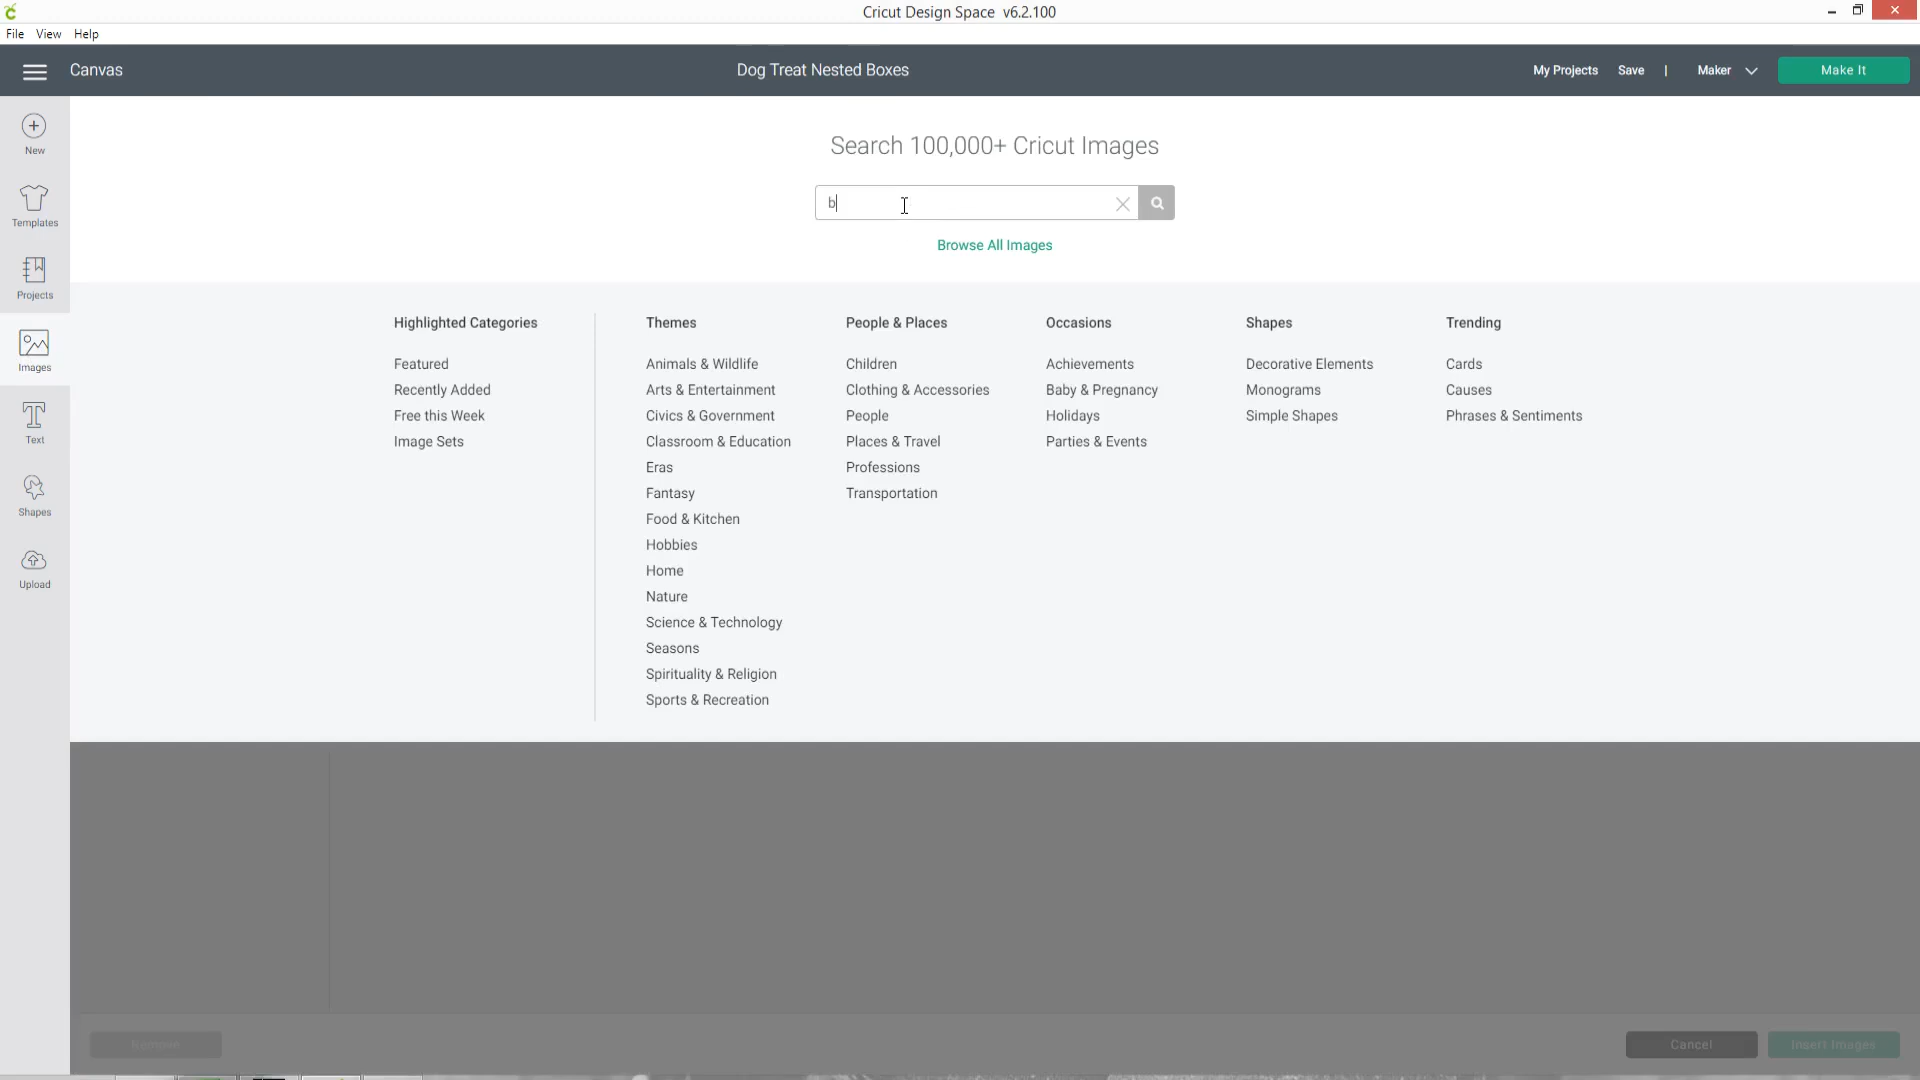 Cricut Design Space v6.2.100
File View Help
Canvas
Dog Treat Nested Boxes
My Projects Save | Maker Make It
New
Templates
Projects
Images
Text
Shapes
Upload
Search 100,000+ Cricut Images
b
Browse All Images
Highlighted Categories
Featured
Recently Added
Free this Week
Image Sets
Themes
Animals & Wildlife
Arts & Entertainment
Civics & Government
Classroom & Education
Eras
Fantasy
Food & Kitchen
Hobbies
Home
Nature
Science & Technology
Seasons
Spirituality & Religion
Sports & Recreation
People & Places
Children
Clothing & Accessories
People
Places & Travel
Professions
Transportation
Occasions
Achievements
Baby & Pregnancy
Holidays
Parties & Events
Shapes
Decorative Elements
Monograms
Simple Shapes
Trending
Cards
Causes
Phrases & Sentiments
Cancel
Insert Images